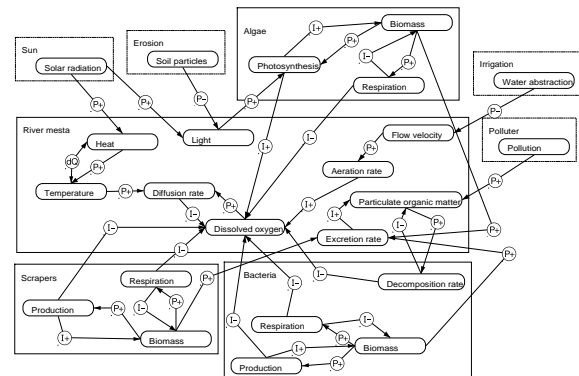 Algae
Biomass
I+
P+
I-
P+
Photosynthesis
Respiration
Sun
Solar radiation
Erosion
Soil particles
Irrigation
Water abstraction
P+
P+
P-
P+
P-
Polluter
Pollution
River mesta
Heat
Light
I+
I-
Flow velocity
P+
Aeration rate
dQ
P+
Temperature
P+
Diffusion rate
P+
I+
Particulate organic matter
P+
I-
Dissolved oxygen
I+
I-
P+
P+
I-
Excretion rate
P+
I-
Decomposition rate
Scrapers
Respiration
I-
P+
Bacteria
I-
Production
P+
I-
P+
I+
Biomass
Respiration
I-
I-
P+
Biomass
I+
P+
Production